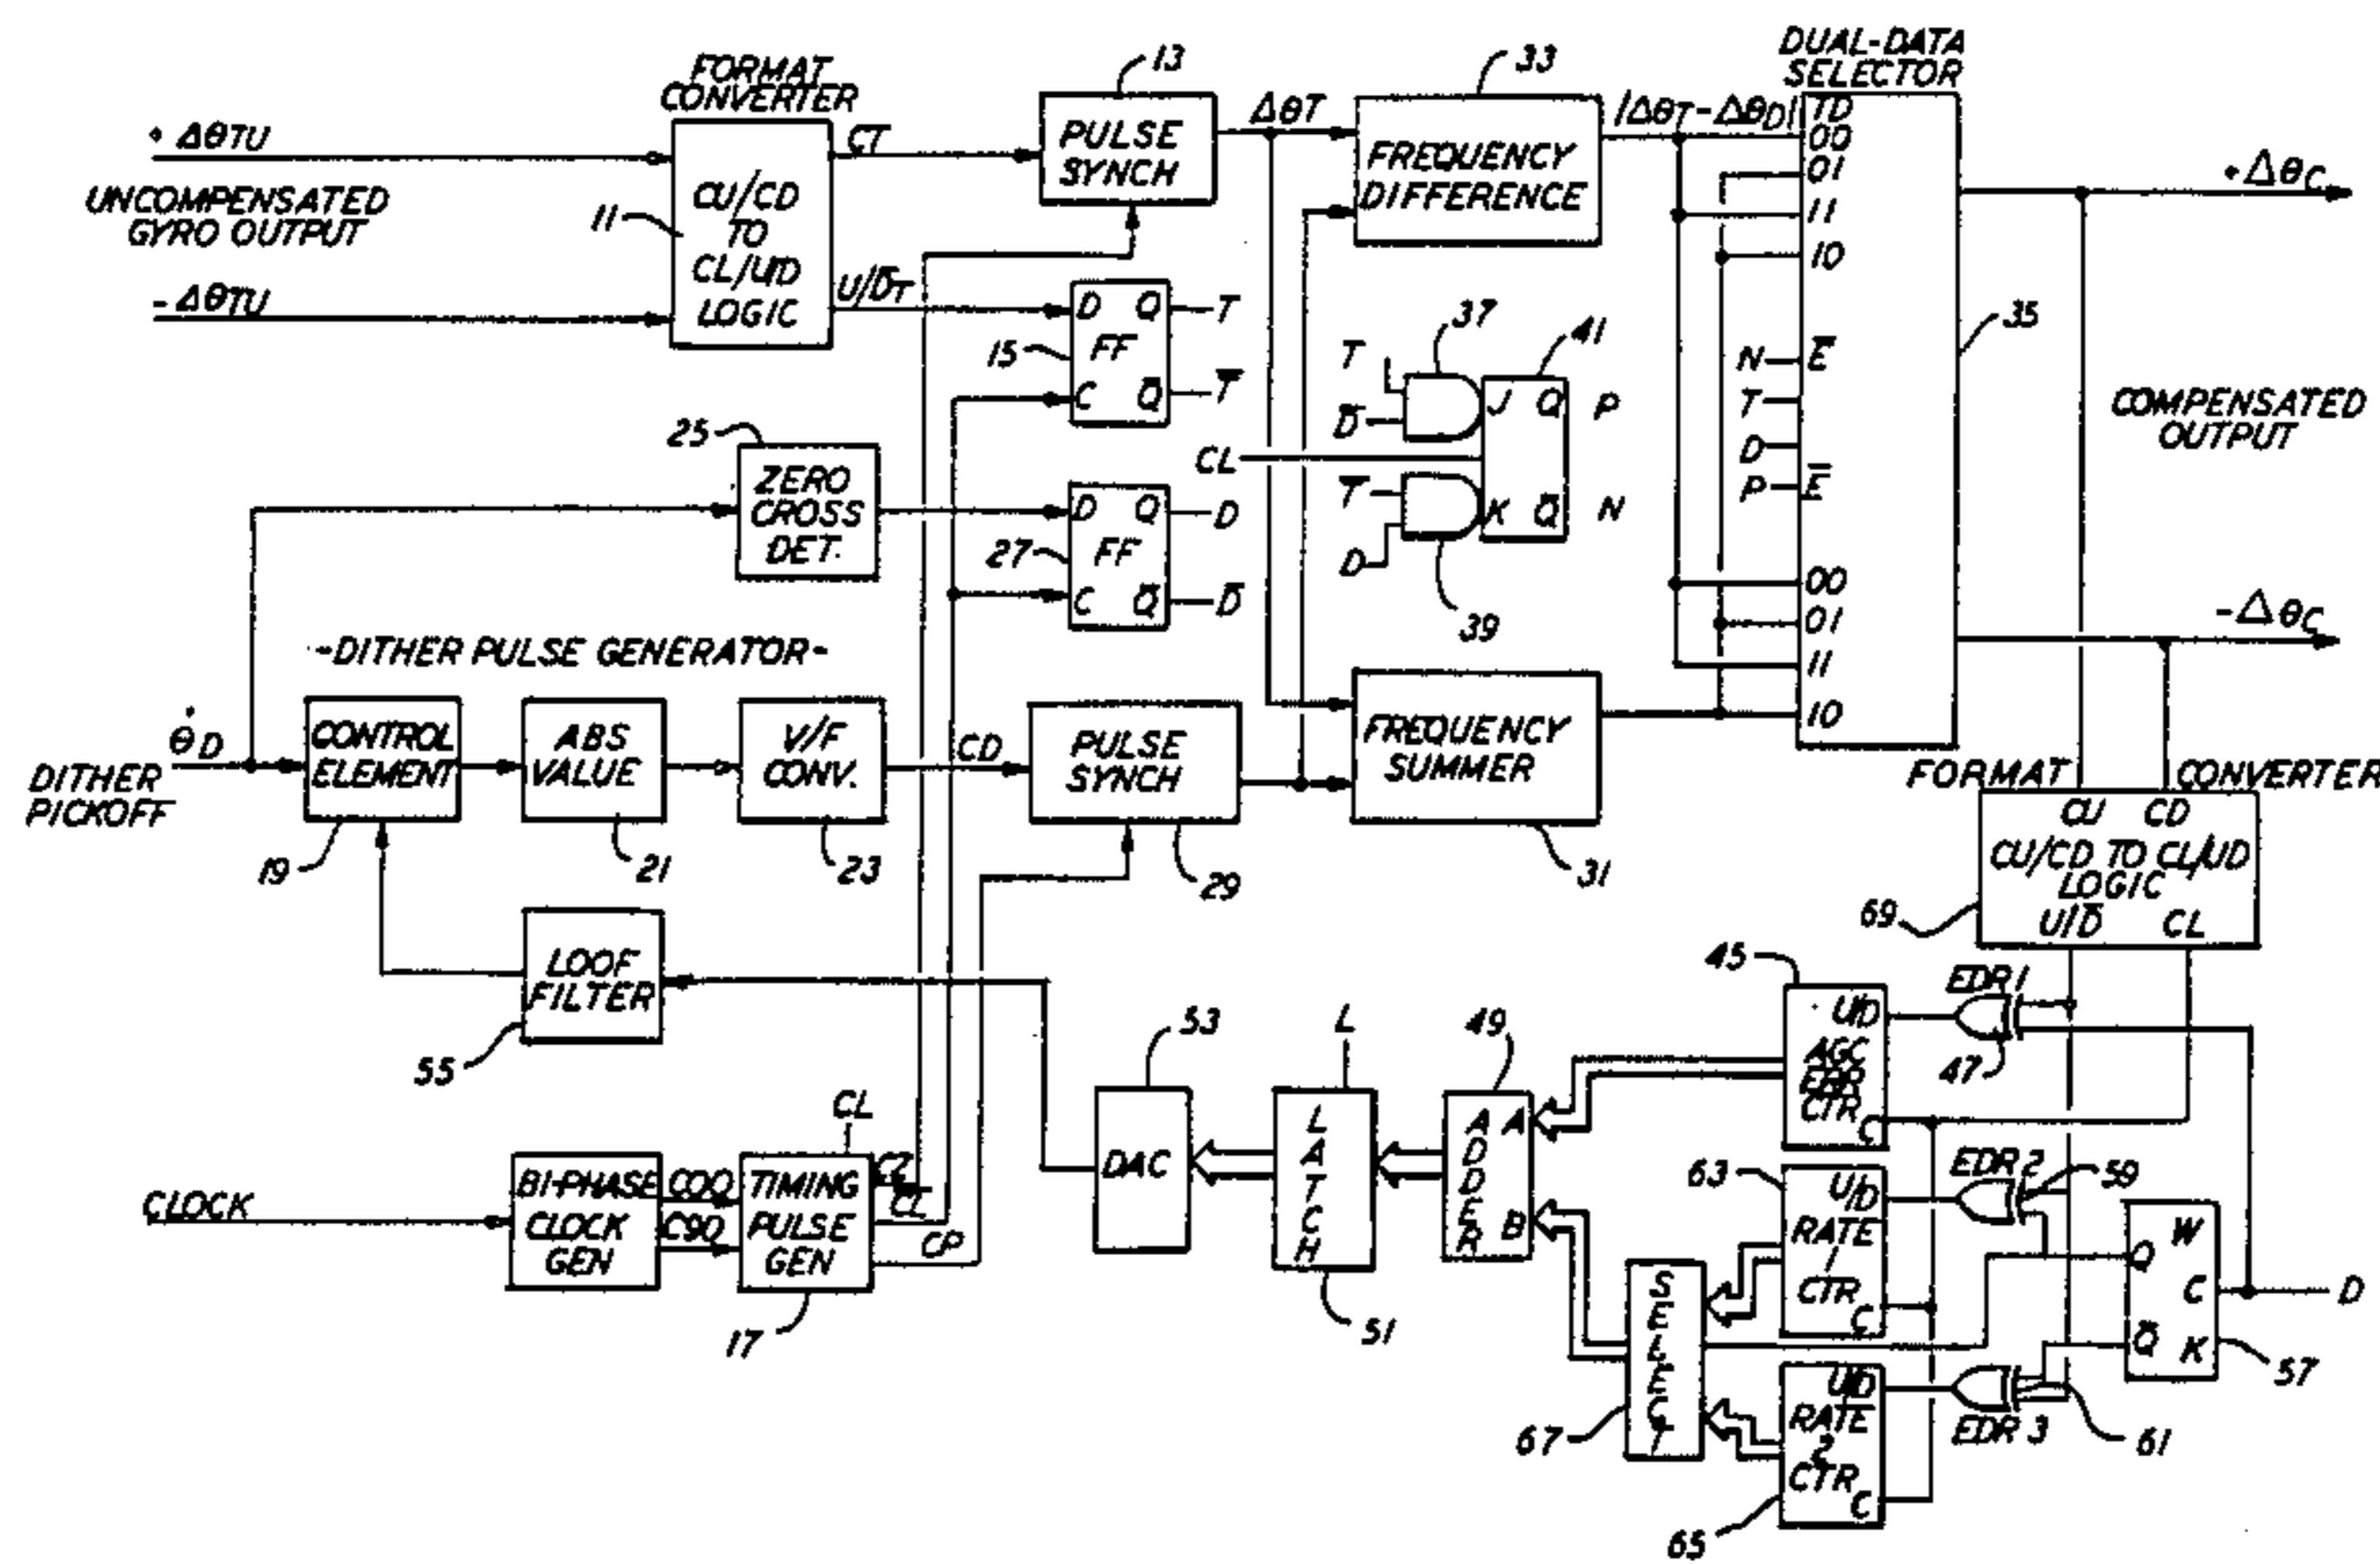 FORMAT
CONVERTER
+ ΔθTU
UNCOMPENSATED
GYRO OUTPUT
- ΔθTU
11
CU/CD
TO
CL/U/D
LOGIC
CT
U/D̅T
13
PULSE
SYNCH
ΔθT
33
FREQUENCY
DIFFERENCE
|ΔθT-ΔθD|
DUAL-DATA
SELECTOR
TD
00
01
11
10
N E̅
T
D
P E̅
00
01
11
10
35
+ ΔθC
COMPENSATED
OUTPUT
- ΔθC
15
D Q T
FF
C Q̅ T̅
37
41
T
D̅
J Q P
CL
T̅
K Q̅ N
D
39
25
ZERO
CROSS
DET.
27
D Q D
FF
C Q̅ D̅
-DITHER PULSE GENERATOR-
θ̇D
DITHER
PICKOFF
CONTROL
ELEMENT
19
ABS
VALUE
21
V/F
CONV.
23
CD
PULSE
SYNCH
29
FREQUENCY
SUMMER
31
FORMAT CONVERTER
CU CD
CU/CD TO CL/UD
LOGIC
U/D̅ CL
69
LOOF
FILTER
55
CLOCK
BI-PHASE
CLOCK
GEN
C00
C90
TIMING
PULSE
GEN
17
CL
CZ
C̅L̅
CP
53
DAC
L
LATCH
51
49
ADDER
A
B
45
U/D
AGC
EDR
CTR
C
EDR 1
47
63
U/D
RATE
1
CTR
C
EDR 2
59
SELECT
67
U/D
RATE
2
CTR
C
65
EDR 3
61
Q W
C
Q̅ K
D
57